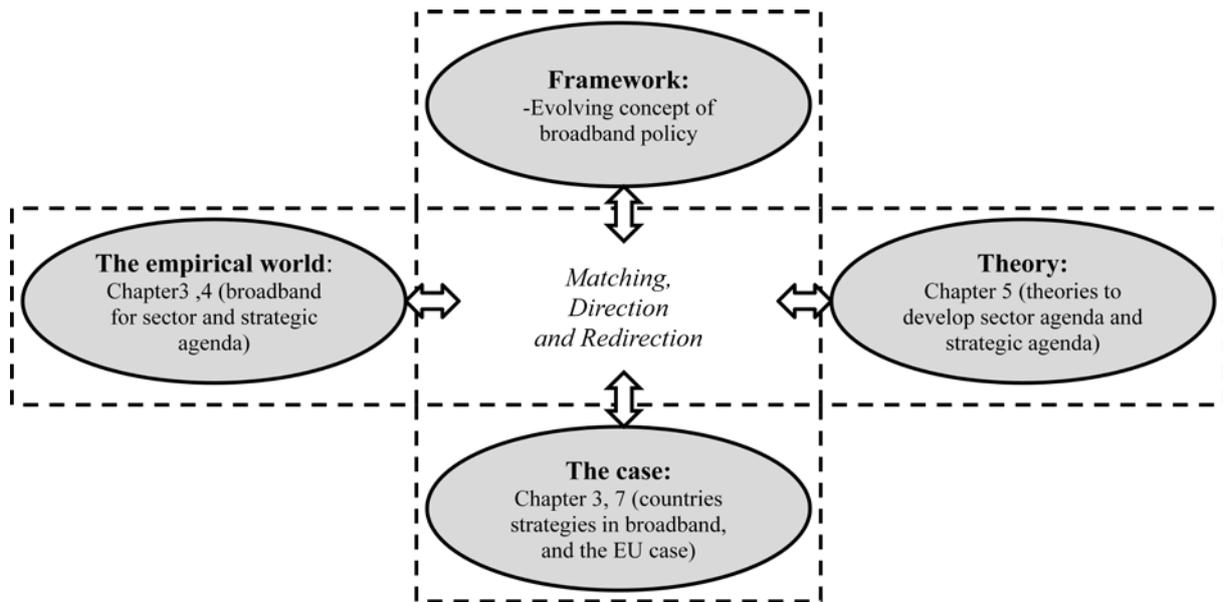 Framework:
-Evolving concept of
broadband policy
The empirical world:
Chapter3 ,4 (broadband
for sector and strategic
agenda)
Matching,
Direction
and Redirection
Theory:
Chapter 5 (theories to
develop sector agenda and
strategic agenda)
The case:
Chapter 3, 7 (countries
strategies in broadband,
and the EU case)